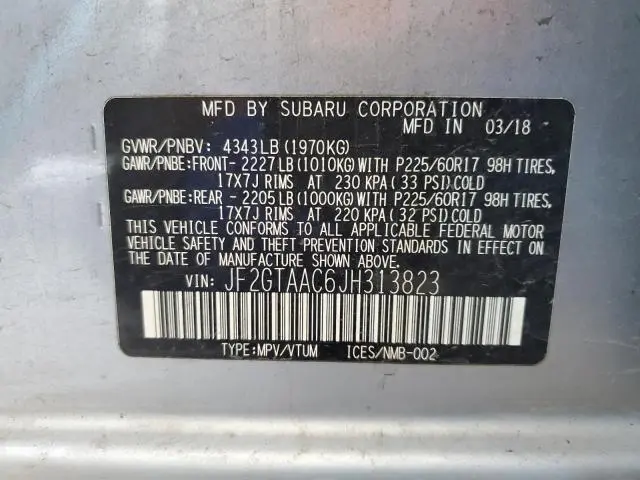 MFD BY SUBARU CORPORATION
MFD IN 03/18
GVWR/PNBV: 4343LB (1970KG)
GAWR/PNBE:FRONT- 2227LB (1010KG) WITH P225/60R17 98H TIRES,
17X7J RIMS AT 230 KPA (33 PSI) COLD
GAWR/PNBE:REAR - 2205LB (1000KG) WITH P225/60R17 98H TIRES,
17X7J RIMS AT 220 KPA (32 PSI) COLD
THIS VEHICLE CONFORMS TO ALL APPLICABLE FEDERAL MOTOR
VEHICLE SAFETY AND THEFT PREVENTION STANDARDS IN EFFECT ON
THE DATE OF MANUFACTURE SHOWN ABOVE.
VIN: JF2GTAAC6JH313823
TYPE:MPV/VTUM ICES/NMB-002